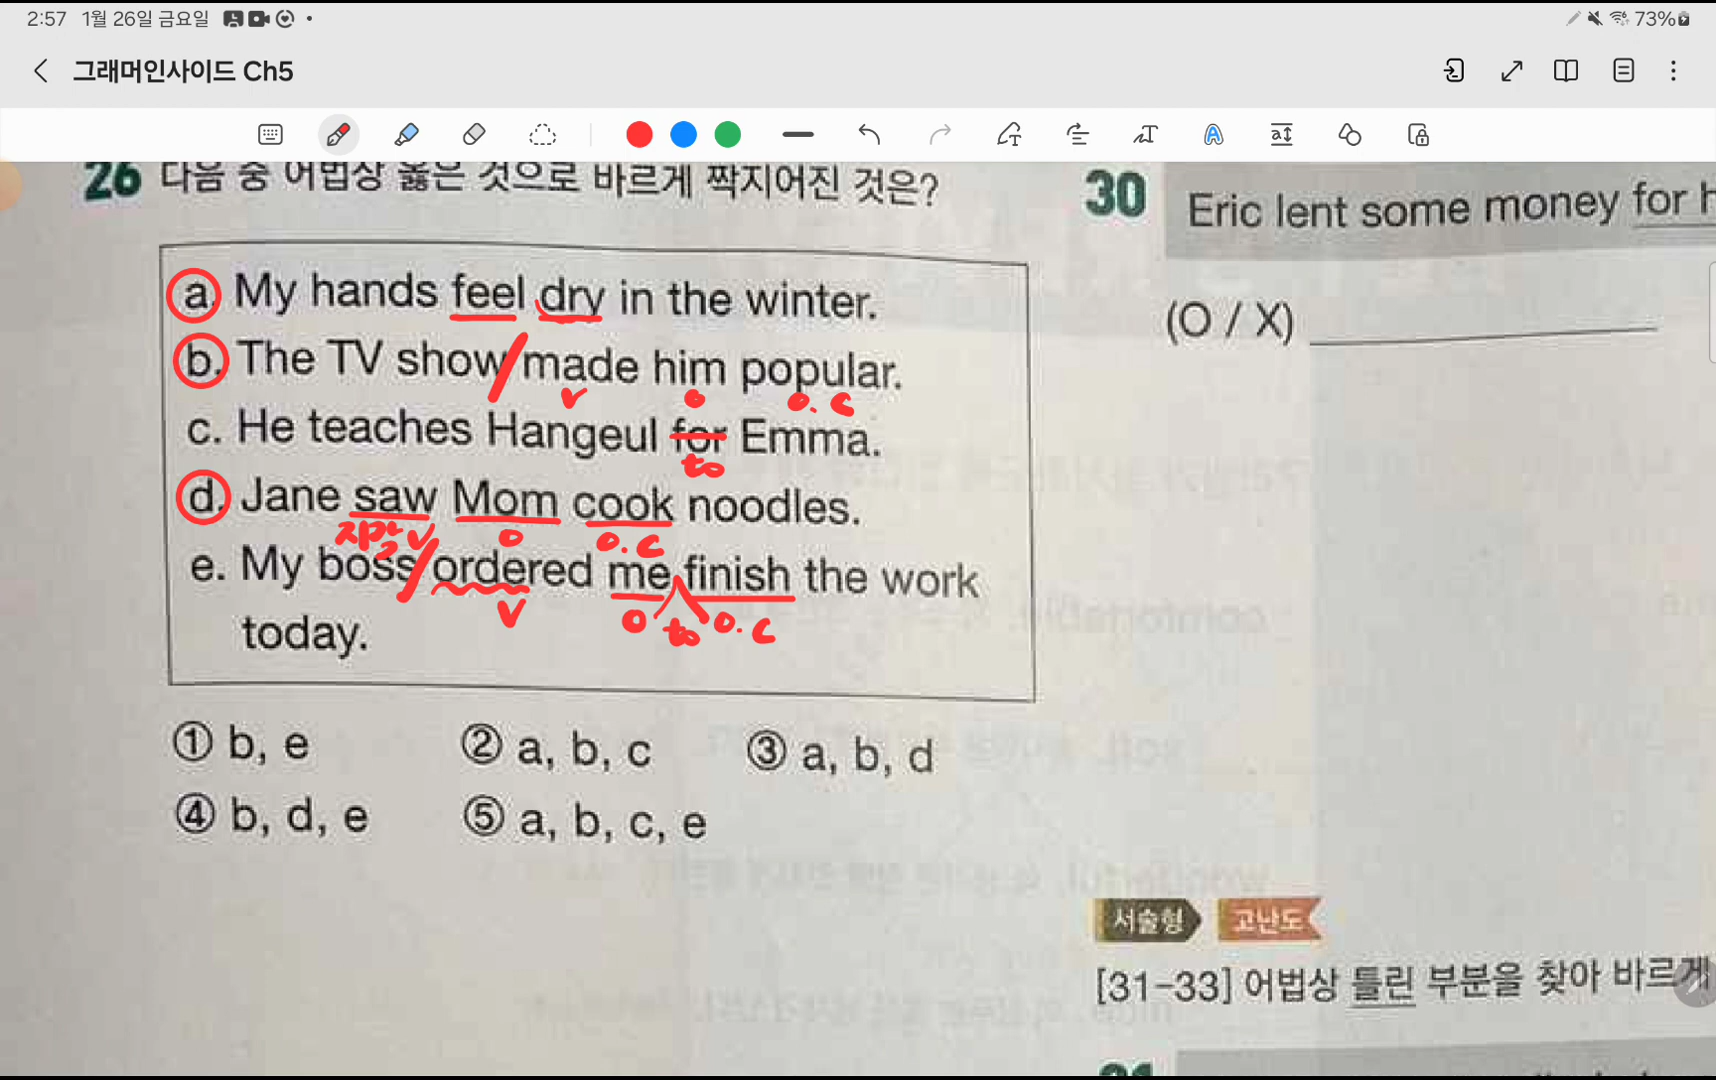 2:57 1월 26일 금요일
73%
그래머인사이드 Ch5
26 다음 중 어법상 옳은 것으로 바르게 짝지어진 것은?
a. My hands feel dry in the winter.
b. The TV show made him popular.
v o o.c
c. He teaches Hangeul for Emma.
to
d. Jane saw Mom cook noodles.
지각 v o o.c
e. My boss ordered me finish the work
v o to o.c
today.
① b, e ② a, b, c ③ a, b, d
④ b, d, e ⑤ a, b, c, e
30 Eric lent some money for
(O / X)
서술형 고난도
[31-33] 어법상 틀린 부분을 찾아 바르게